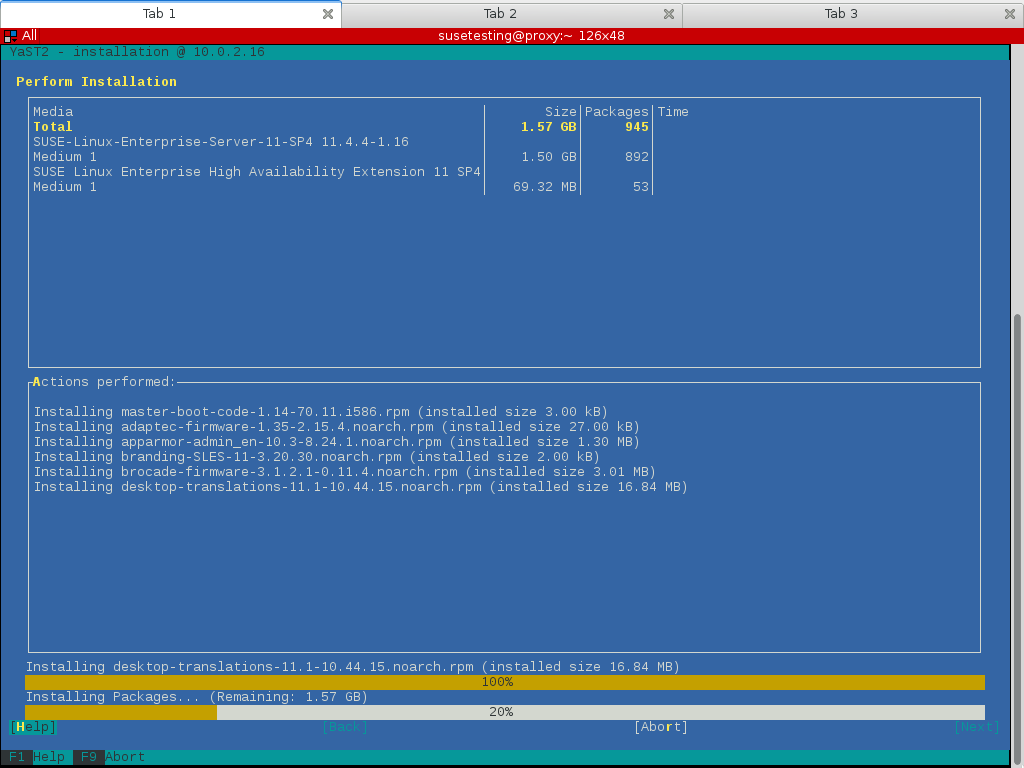 Tab 1 Tab 2 Tab 3
All susetesting@proxy:~ 126x48
YaST2 - installation @ 10.0.2.16
Perform Installation
Media Size Packages Time
Total 1.57 GB 945
SUSE-Linux-Enterprise-Server-11-SP4 11.4.4-1.16
Medium 1 1.50 GB 892
SUSE Linux Enterprise High Availability Extension 11 SP4
Medium 1 69.32 MB 53
Actions performed:
Installing master-boot-code-1.14-70.11.i586.rpm (installed size 3.00 kB)
Installing adaptec-firmware-1.35-2.15.4.noarch.rpm (installed size 27.00 kB)
Installing apparmor-admin_en-10.3-8.24.1.noarch.rpm (installed size 1.30 MB)
Installing branding-SLES-11-3.20.30.noarch.rpm (installed size 2.00 kB)
Installing brocade-firmware-3.1.2.1-0.11.4.noarch.rpm (installed size 3.01 MB)
Installing desktop-translations-11.1-10.44.15.noarch.rpm (installed size 16.84 MB)
Installing desktop-translations-11.1-10.44.15.noarch.rpm (installed size 16.84 MB)
100%
Installing Packages... (Remaining: 1.57 GB)
20%
[Help] [Back] [Abort] [Next]
F1 Help F9 Abort